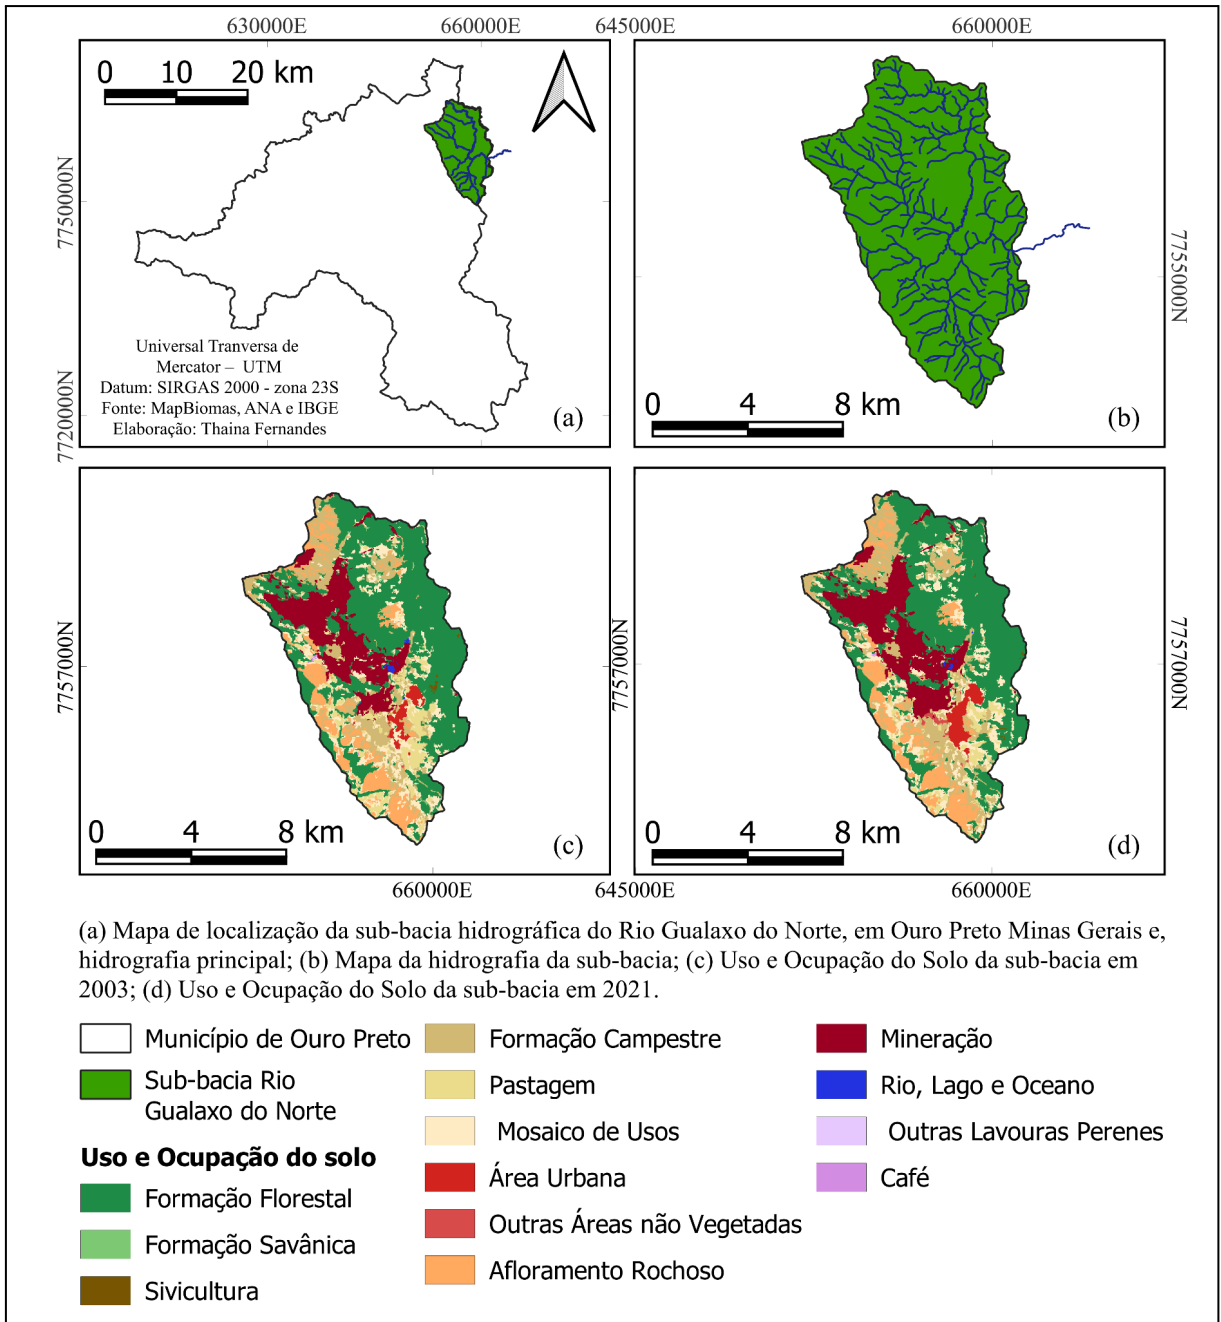 630000E
660000E
645000E
660000E
0 10 20 km
7750000N
7720000N
Universal Tranversa de
Mercator – UTM
Datum: SIRGAS 2000 - zona 23S
Fonte: MapBiomas, ANA e IBGE
Elaboração: Thaina Fernandes
(a)
0 4 8 km
(b)
7755000N
7757000N
0 4 8 km
(c)
7757000N
0 4 8 km
(d)
7757000N
660000E
645000E
660000E
(a) Mapa de localização da sub-bacia hidrográfica do Rio Gualaxo do Norte, em Ouro Preto Minas Gerais e,
hidrografia principal; (b) Mapa da hidrografia da sub-bacia; (c) Uso e Ocupação do Solo da sub-bacia em
2003; (d) Uso e Ocupação do Solo da sub-bacia em 2021.
Município de Ouro Preto
Sub-bacia Rio
Gualaxo do Norte
Uso e Ocupação do solo
Formação Florestal
Formação Savânica
Sivicultura
Formação Campestre
Pastagem
Mosaico de Usos
Área Urbana
Outras Áreas não Vegetadas
Afloramento Rochoso
Mineração
Rio, Lago e Oceano
Outras Lavouras Perenes
Café